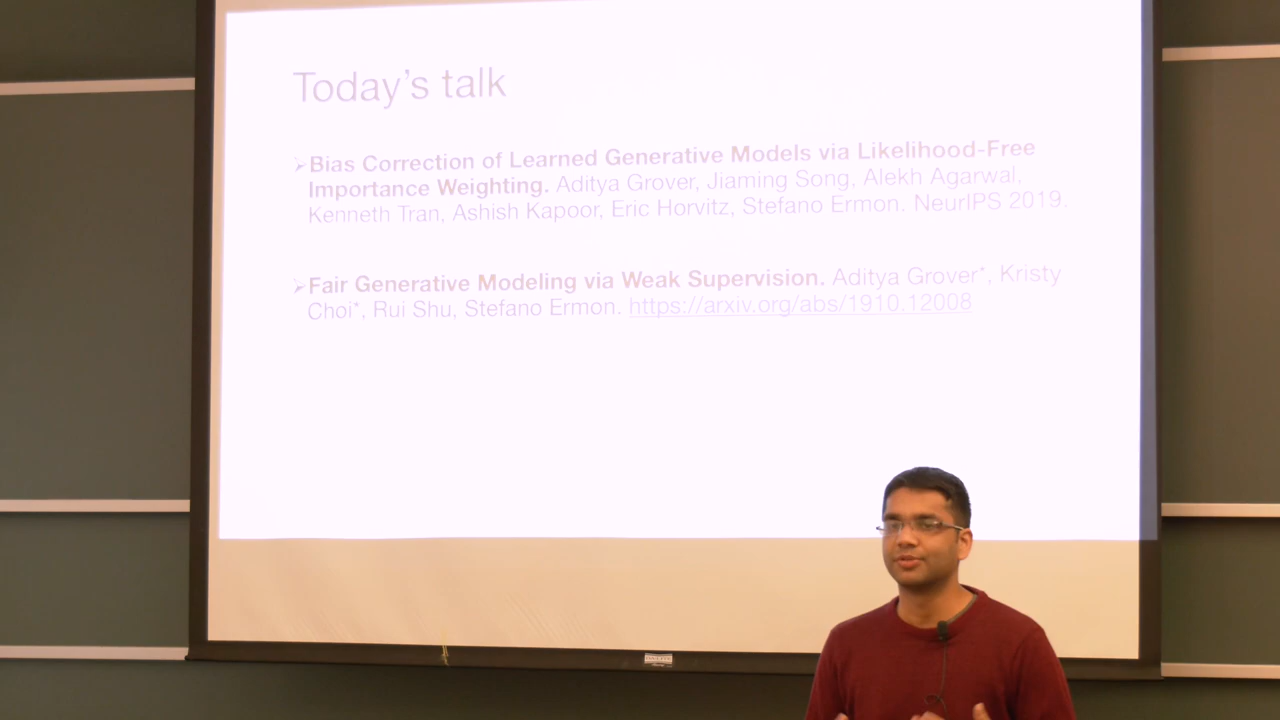 Today's talk
➢Bias Correction of Learned Generative Models via Likelihood-Free
Importance Weighting. Aditya Grover, Jiaming Song, Alekh Agarwal,
Kenneth Tran, Ashish Kapoor, Eric Horvitz, Stefano Ermon. NeurIPS 2019.
➢Fair Generative Modeling via Weak Supervision. Aditya Grover*, Kristy
Choi*, Rui Shu, Stefano Ermon. https://arxiv.org/abs/1910.12008